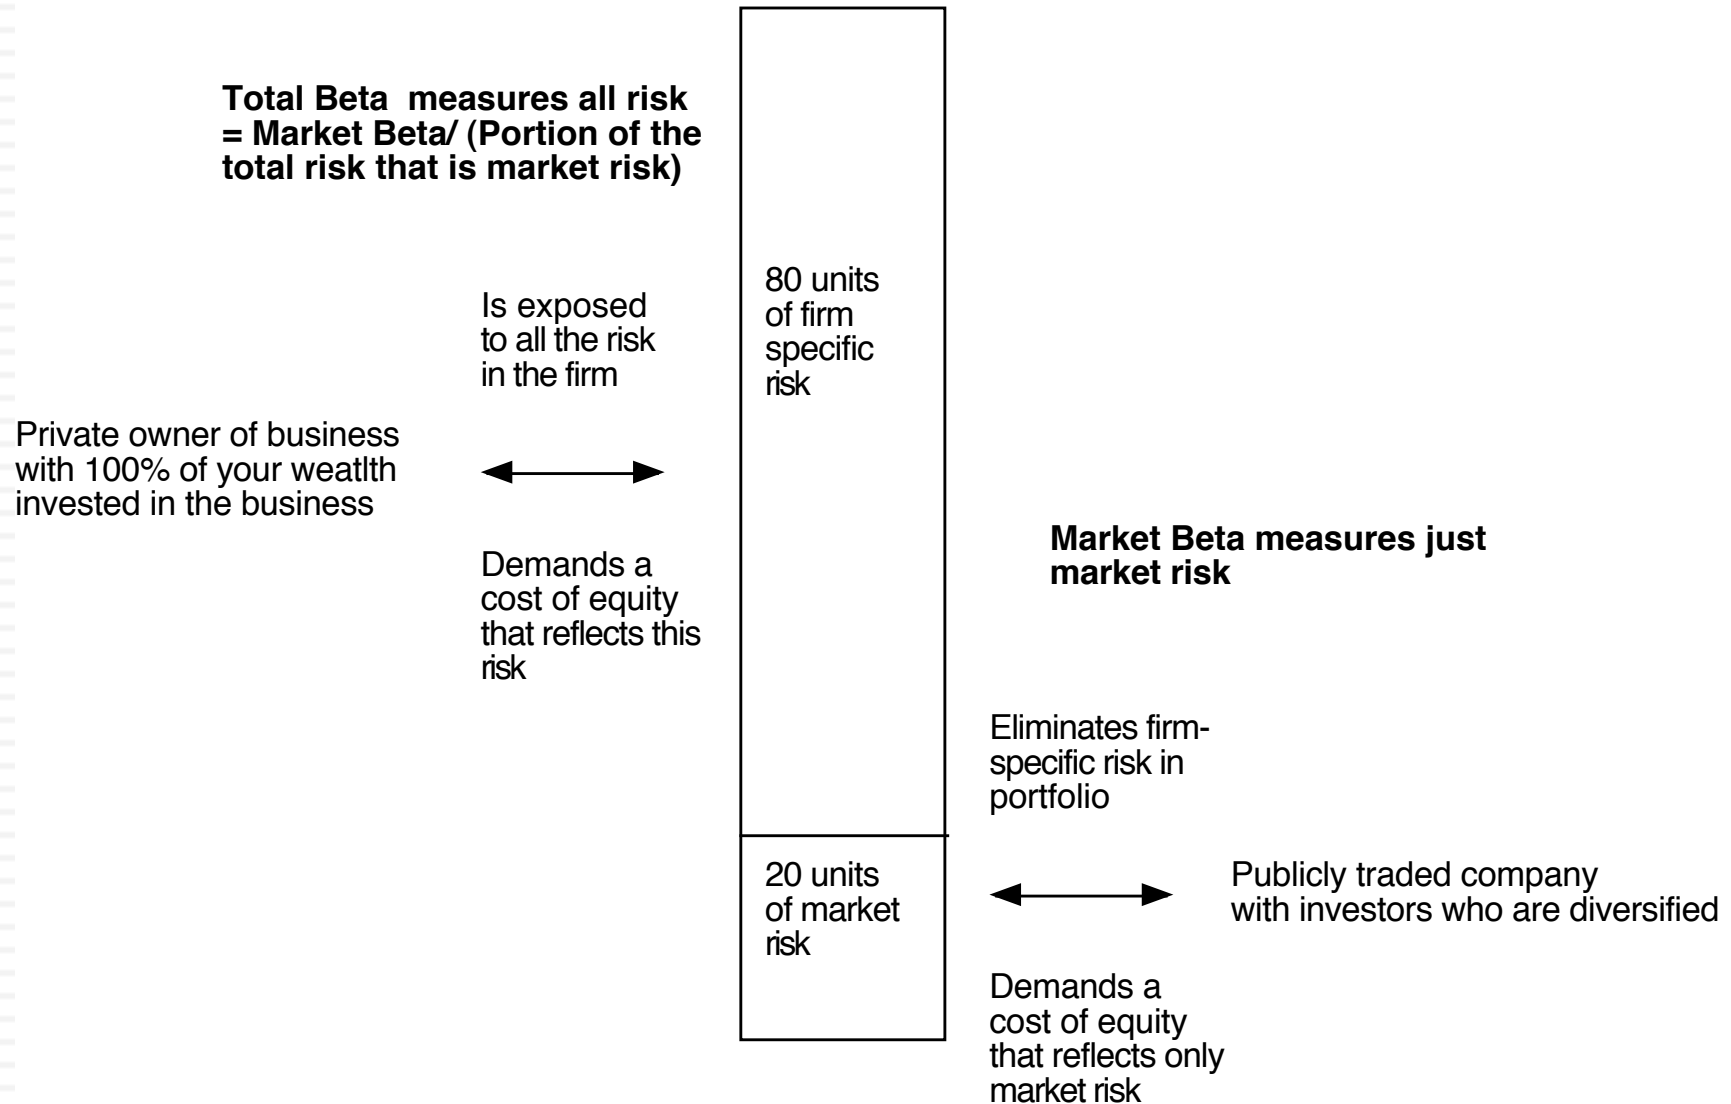 Total Beta measures all risk
= Market Beta/ (Portion of the
total risk that is market risk)
80 units
of firm
specific
risk
Is exposed
to all the risk
in the firm
Private owner of business
with 100% of your weatlth
invested in the business
Demands a
cost of equity
that reflects this
risk
Market Beta measures just
market risk
Eliminates firm-
specific risk in
portfolio
20 units
of market
risk
Publicly traded company
with investors who are diversified
Demands a
cost of equity
that reflects only
market risk